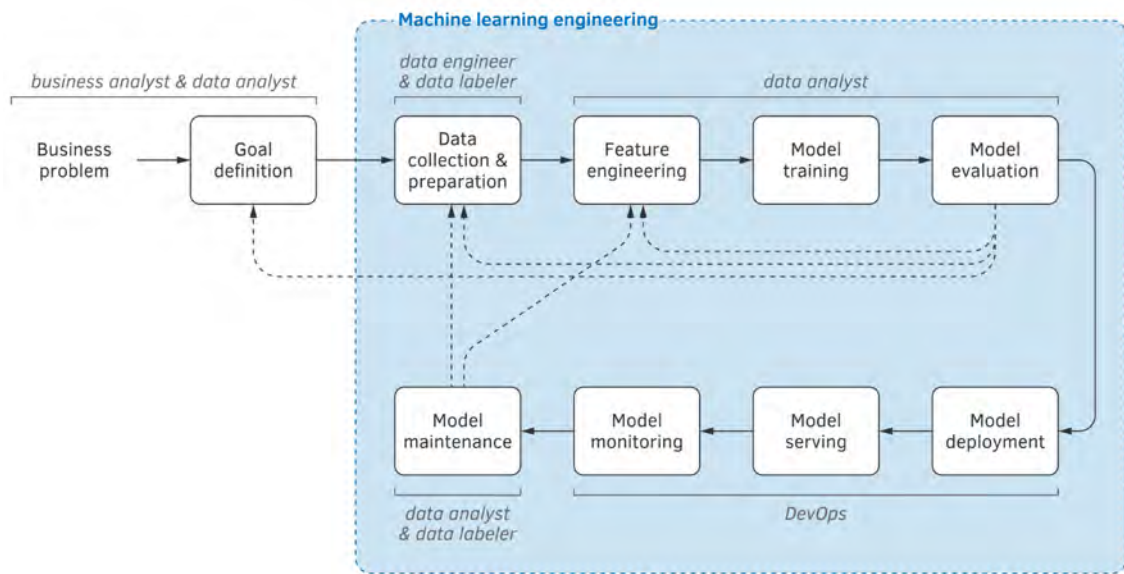 Machine learning engineering
business analyst & data analyst
data engineer
& data labeler
data analyst
Business
problem
Goal
definition
Data
collection &
preparation
Feature
engineering
Model
training
Model
evaluation
Model
maintenance
Model
monitoring
Model
serving
Model
deployment
data analyst
& data labeler
DevOps